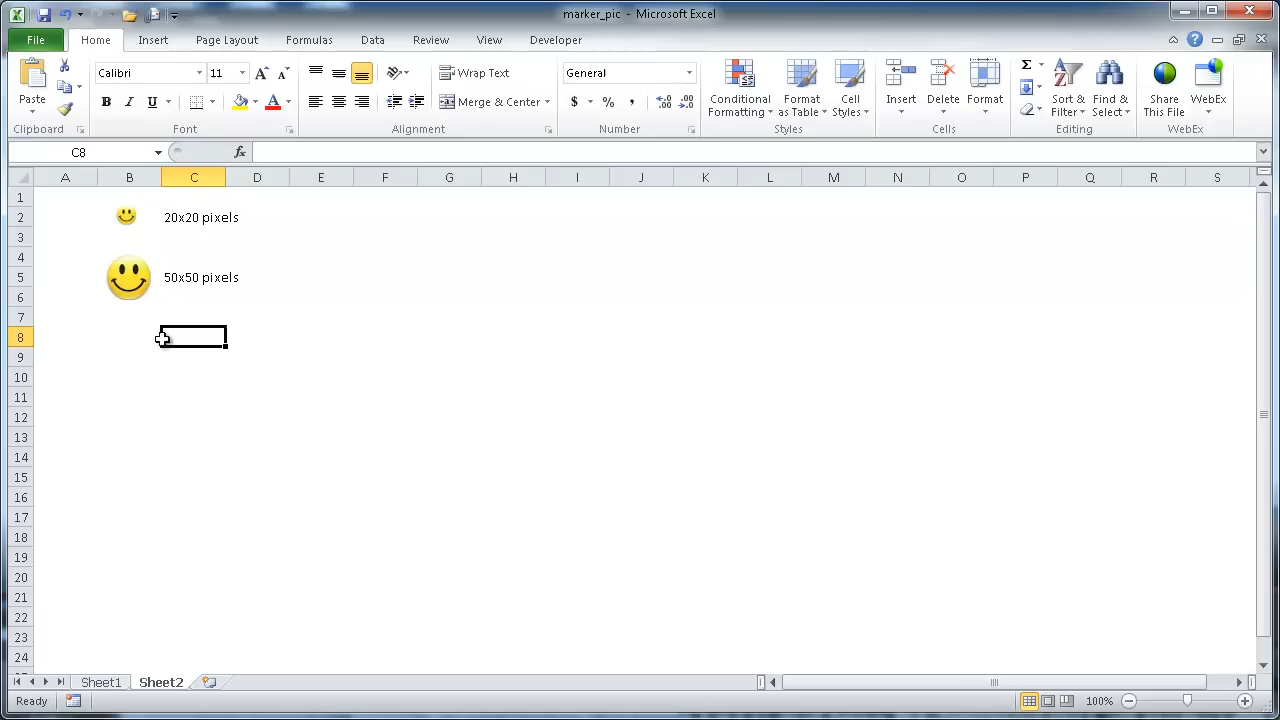 marker_pic - Microsoft Excel
File Home Insert Page Layout Formulas Data Review View Developer
Paste
Clipboard
Calibri 11
B I U
Font
Wrap Text
Merge & Center
Alignment
General
$ % ,
Number
Conditional Formatting
Format as Table
Cell Styles
Styles
Insert Delete Format
Cells
Sort & Filter
Find & Select
Editing
Share This File
WebEx
WebEx
C8 fx
A B C D E F G H I J K L M N O P Q R S
1
2 20x20 pixels
3
4
5 50x50 pixels
6
7
8
9
10
11
12
13
14
15
16
17
18
19
20
21
22
23
24
Sheet1 Sheet2
Ready 100%